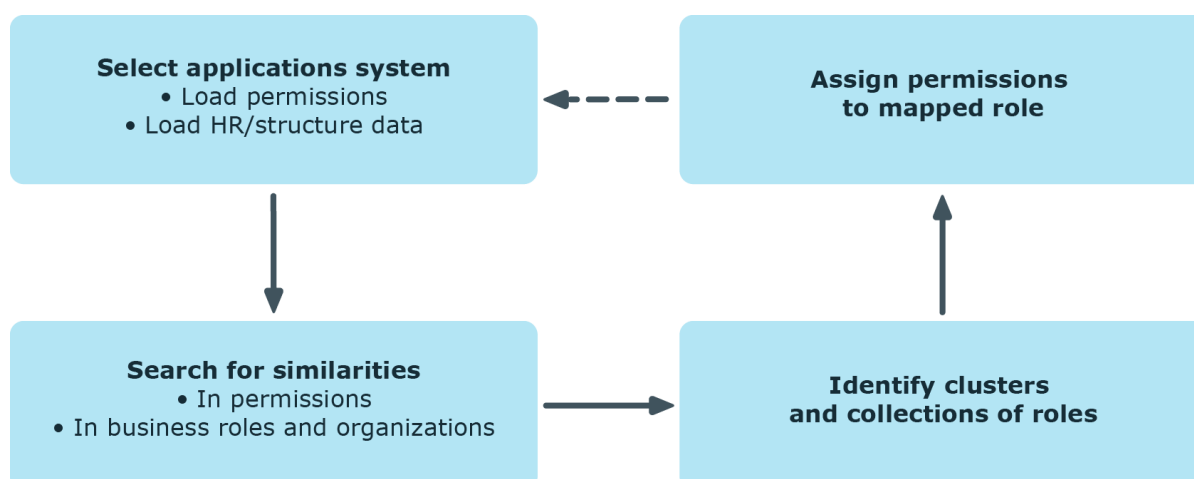 Select applications system
• Load permissions
• Load HR/structure data
Search for similarities
• In permissions
• In business roles and organizations
Identify clusters
and collections of roles
Assign permissions
to mapped role